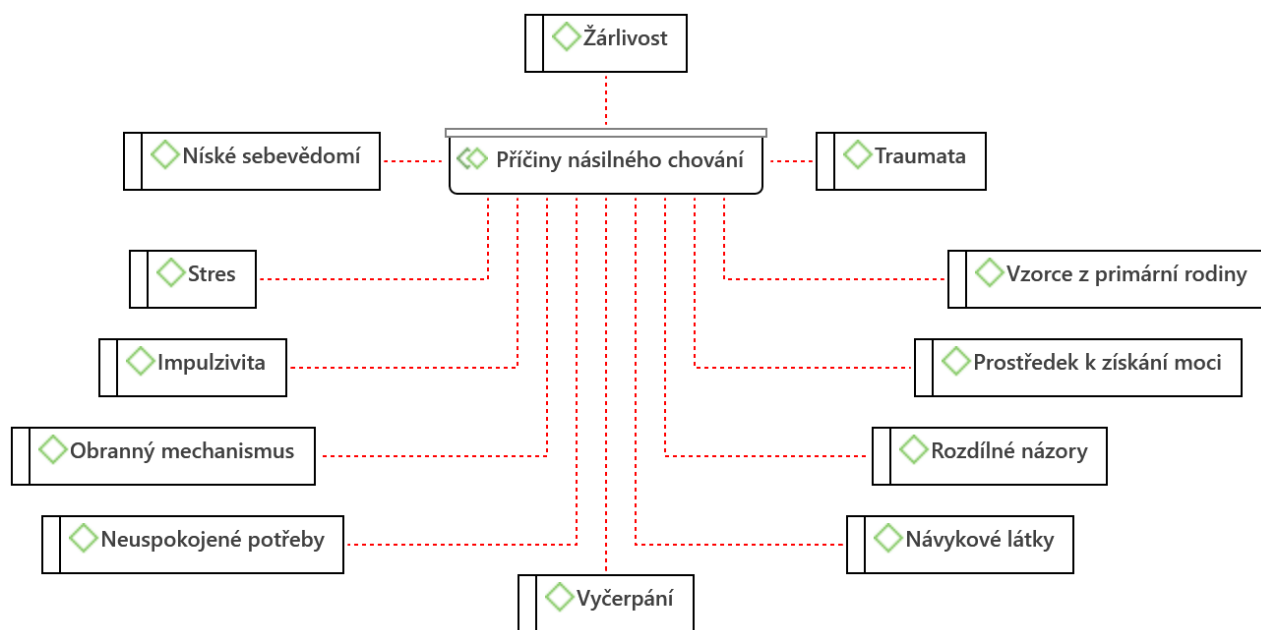 Žárlivost
Níské sebevědomí
Příčiny násilného chování
Traumata
Stres
Vzorce z primární rodiny
Impulzivita
Prostředek k získání moci
Obranný mechanismus
Rozdílné názory
Neuspokojené potřeby
Návykové látky
Vyčerpání